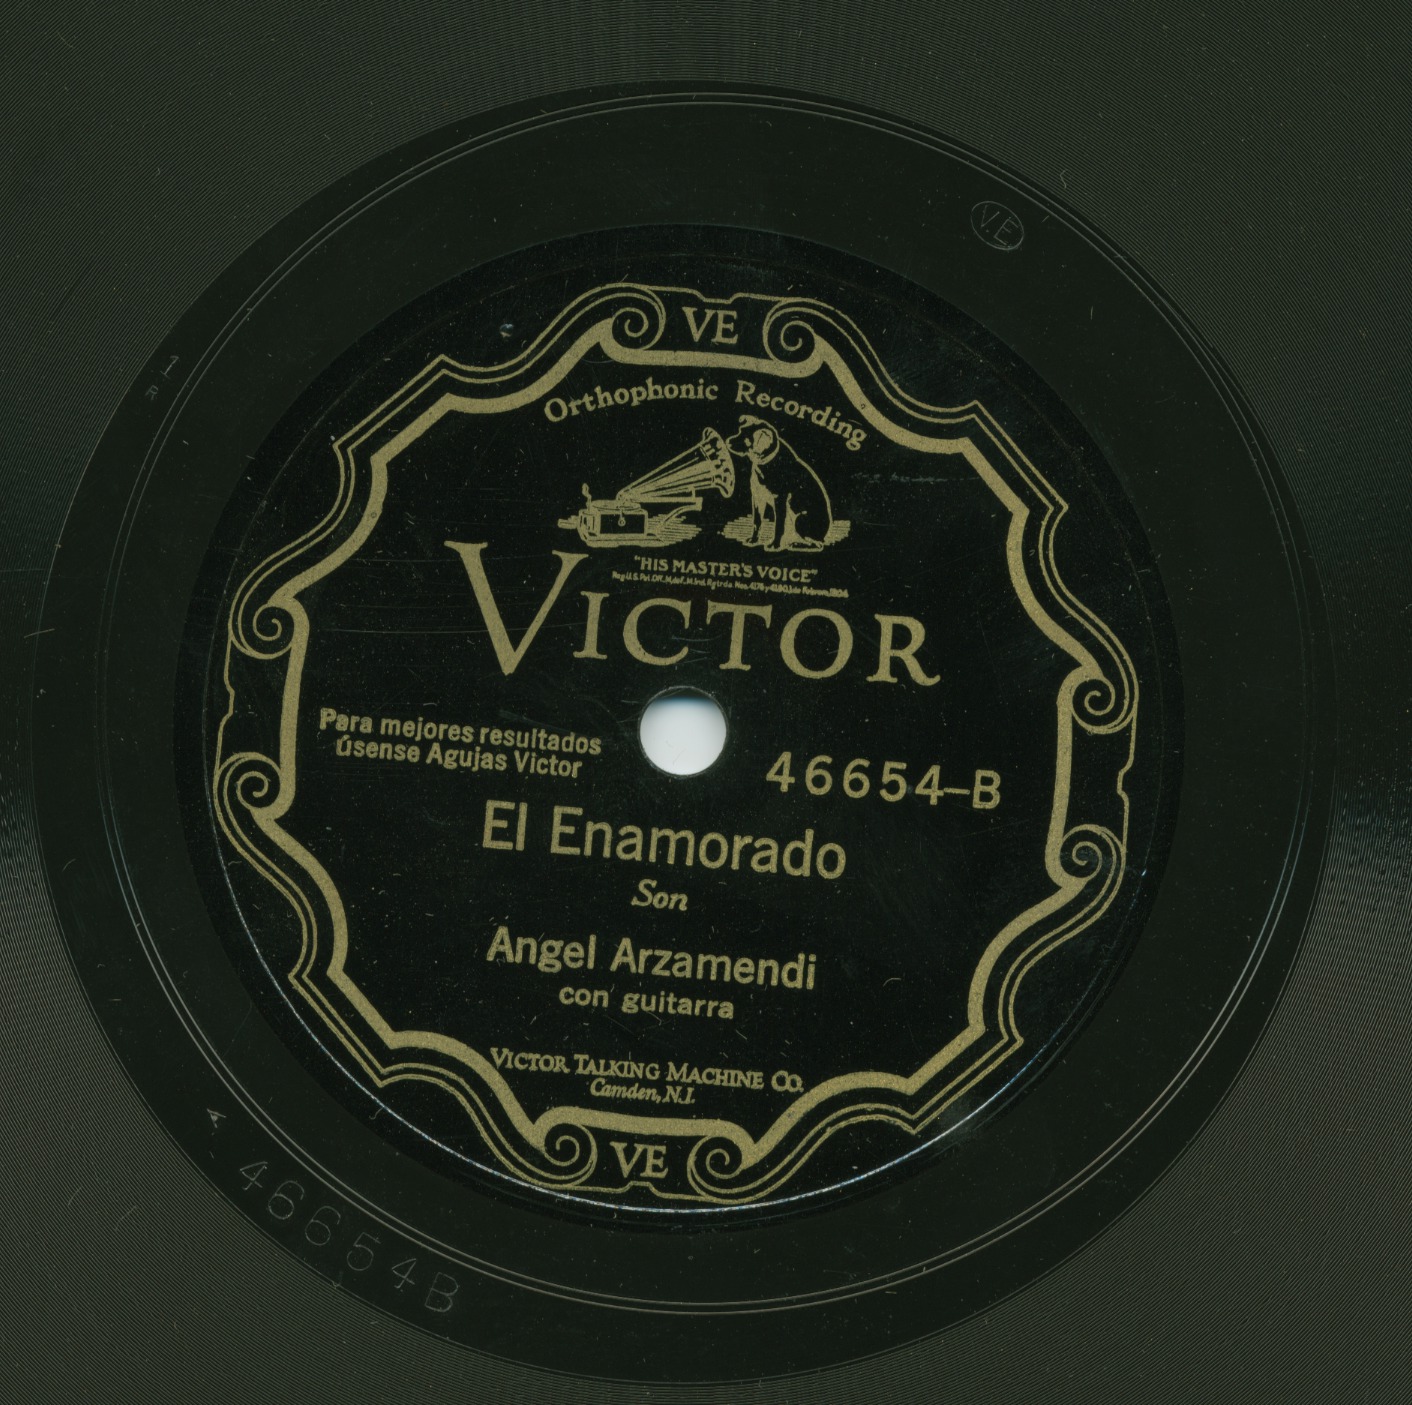 VE
Orthophonic Recording
"HIS MASTER'S VOICE"
VICTOR
Para mejores resultados
Úsense Agujas Victor
46654-B
El Enamorado
Son
Angel Arzamendi
con guitarra
VICTOR TALKING MACHINE CO.
Camden, N.J.
VE
V.E
A
46654B